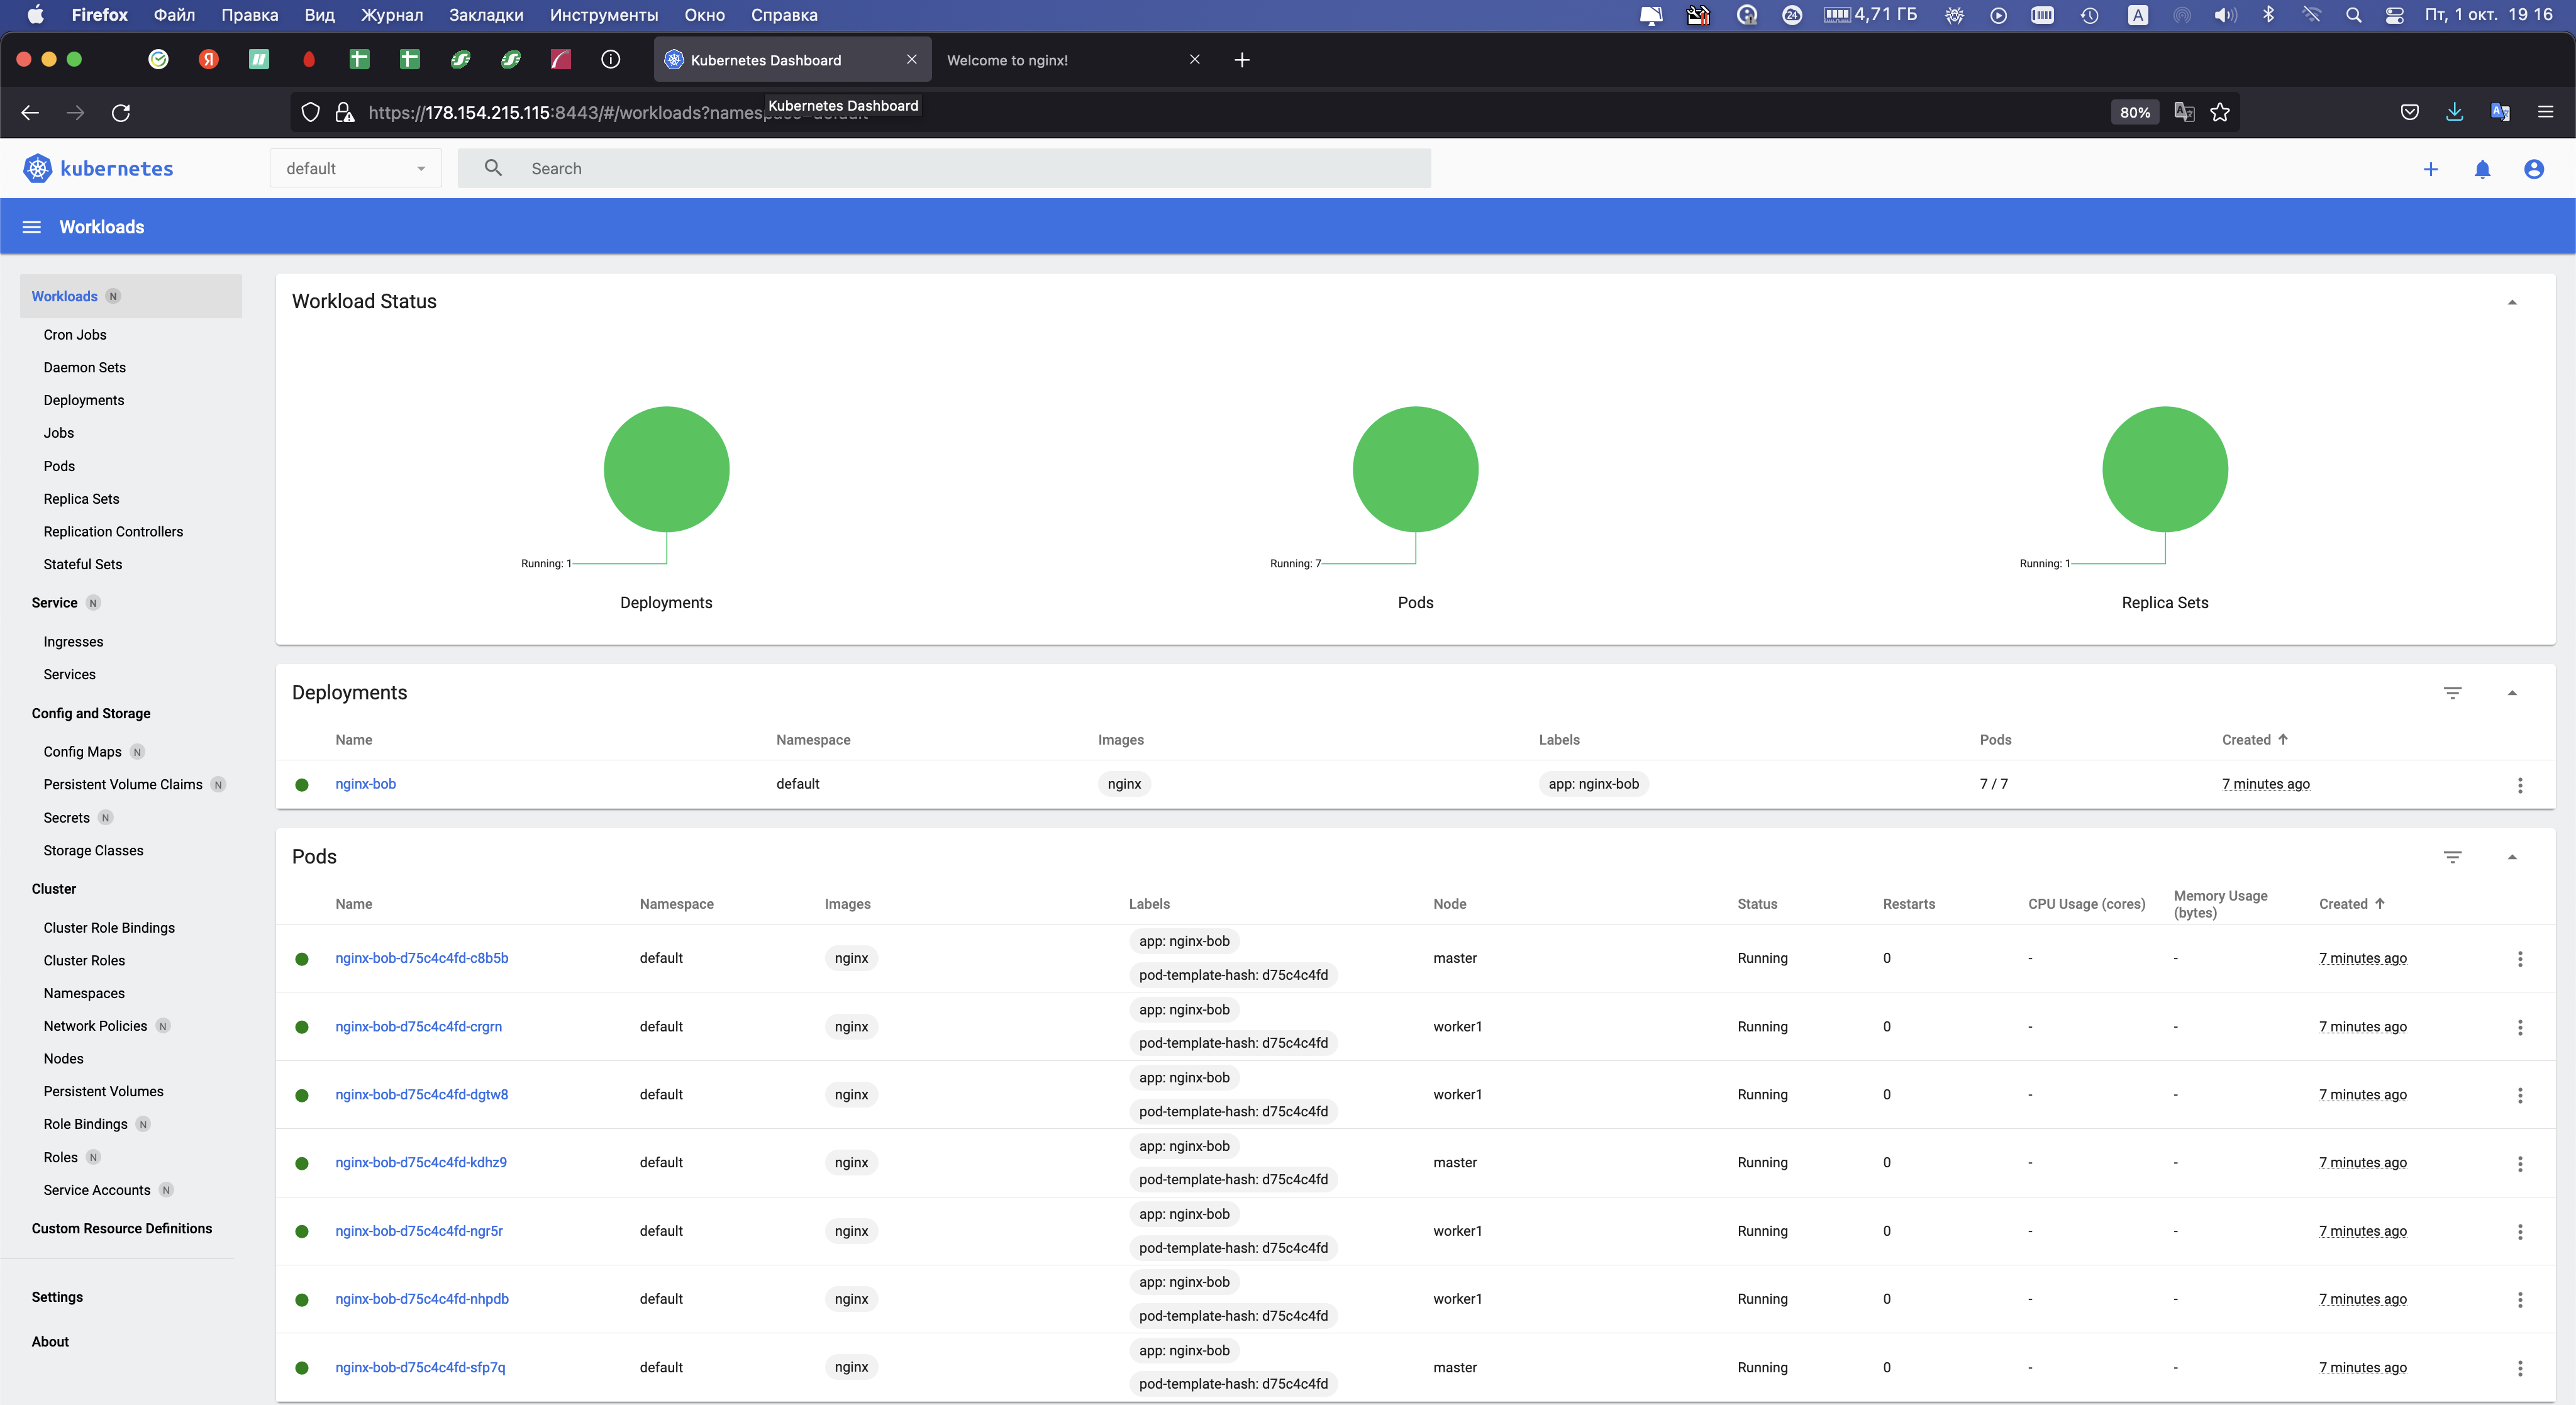 Firefox Файл Правка Вид Журнал Закладки Инструменты Окно Справка 24 4,71 ГБ A Пт, 1 окт. 19 16
Я Kubernetes Dashboard Welcome to nginx!
https://178.154.215.115:8443/#/workloads?names 80%
Kubernetes Dashboard
kubernetes default Search
Workloads
Workloads N
Cron Jobs
Daemon Sets
Deployments
Jobs
Pods
Replica Sets
Replication Controllers
Stateful Sets
Service N
Ingresses
Services
Config and Storage
Config Maps N
Persistent Volume Claims N
Secrets N
Storage Classes
Cluster
Cluster Role Bindings
Cluster Roles
Namespaces
Network Policies N
Nodes
Persistent Volumes
Role Bindings N
Roles N
Service Accounts N
Custom Resource Definitions
Settings
About
Workload Status
Running: 1 Running: 7 Running: 1
Deployments Pods Replica Sets
Deployments
Name Namespace Images Labels Pods Created
nginx-bob default nginx app: nginx-bob 7 / 7 7 minutes ago
Pods
Name Namespace Images Labels Node Status Restarts CPU Usage (cores) Memory Usage (bytes) Created
nginx-bob-d75c4c4fd-c8b5b default nginx app: nginx-bob pod-template-hash: d75c4c4fd master Running 0 - - 7 minutes ago
nginx-bob-d75c4c4fd-crgrn default nginx app: nginx-bob pod-template-hash: d75c4c4fd worker1 Running 0 - - 7 minutes ago
nginx-bob-d75c4c4fd-dgtw8 default nginx app: nginx-bob pod-template-hash: d75c4c4fd worker1 Running 0 - - 7 minutes ago
nginx-bob-d75c4c4fd-kdhz9 default nginx app: nginx-bob pod-template-hash: d75c4c4fd master Running 0 - - 7 minutes ago
nginx-bob-d75c4c4fd-ngr5r default nginx app: nginx-bob pod-template-hash: d75c4c4fd worker1 Running 0 - - 7 minutes ago
nginx-bob-d75c4c4fd-nhpdb default nginx app: nginx-bob pod-template-hash: d75c4c4fd worker1 Running 0 - - 7 minutes ago
nginx-bob-d75c4c4fd-sfp7q default nginx app: nginx-bob pod-template-hash: d75c4c4fd master Running 0 - - 7 minutes ago